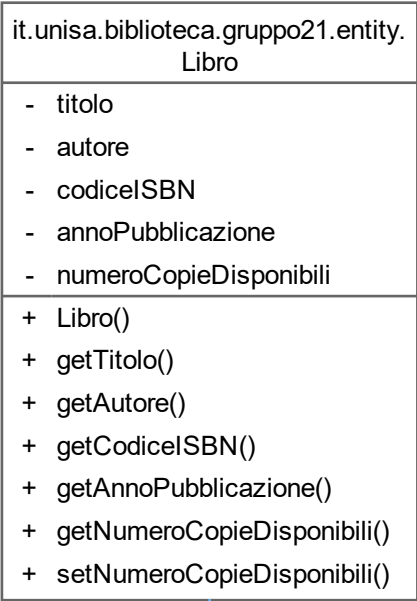 it.unisa.biblioteca.gruppo21.entity.
Libro
- titolo
- autore
- codiceISBN
- annoPubblicazione
- numeroCopieDisponibili
+ Libro()
+ getTitolo()
+ getAutore()
+ getCodiceISBN()
+ getAnnoPubblicazione()
+ getNumeroCopieDisponibili()
+ setNumeroCopieDisponibili()